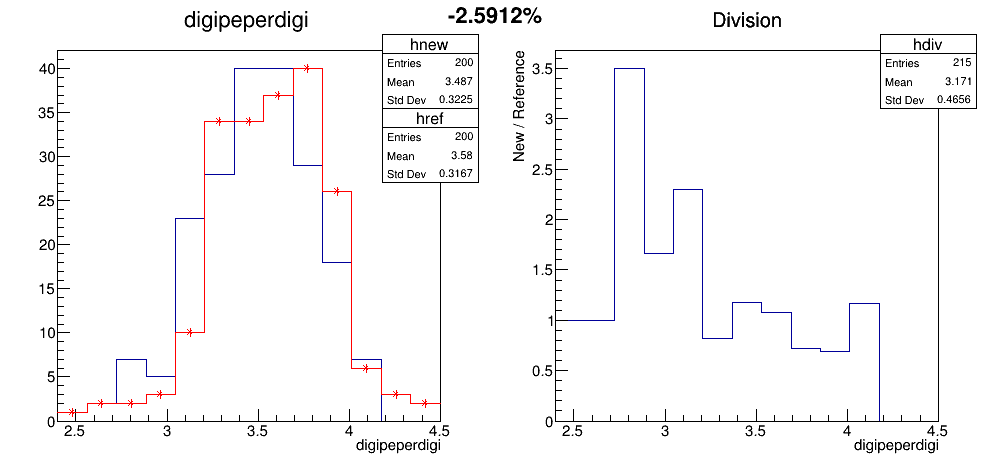 -2.5912%
digipeperdigi
hnew
Entries 200
Mean 3.487
Std Dev 0.3225
href
Entries 200
Mean 3.58
Std Dev 0.3167
40
35
30
25
20
15
10
5
0
2.5 3 3.5 4 4.5
digipeperdigi
Division
hdiv
Entries 215
Mean 3.171
Std Dev 0.4656
New / Reference
3.5
3
2.5
2
1.5
1
0.5
0
2.5 3 3.5 4 4.5
digipeperdigi